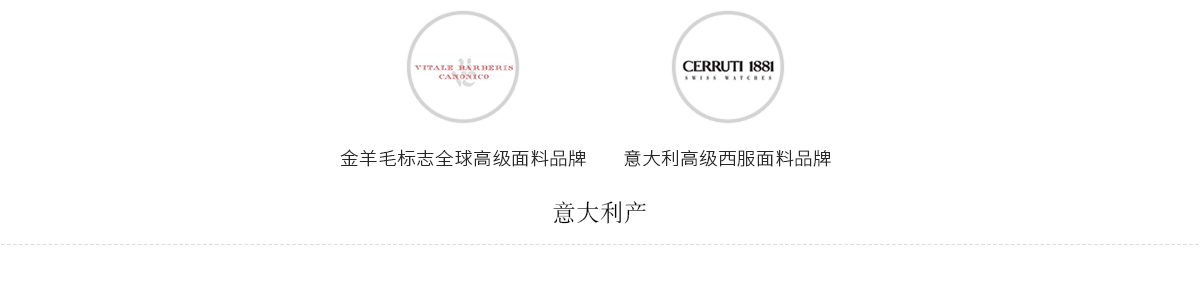 VITALE BARBERIS
CANONICO
CERRUTI 1881
SWISS WATCHES
金羊毛标志全球高级面料品牌
意大利高级西服面料品牌
意大利产